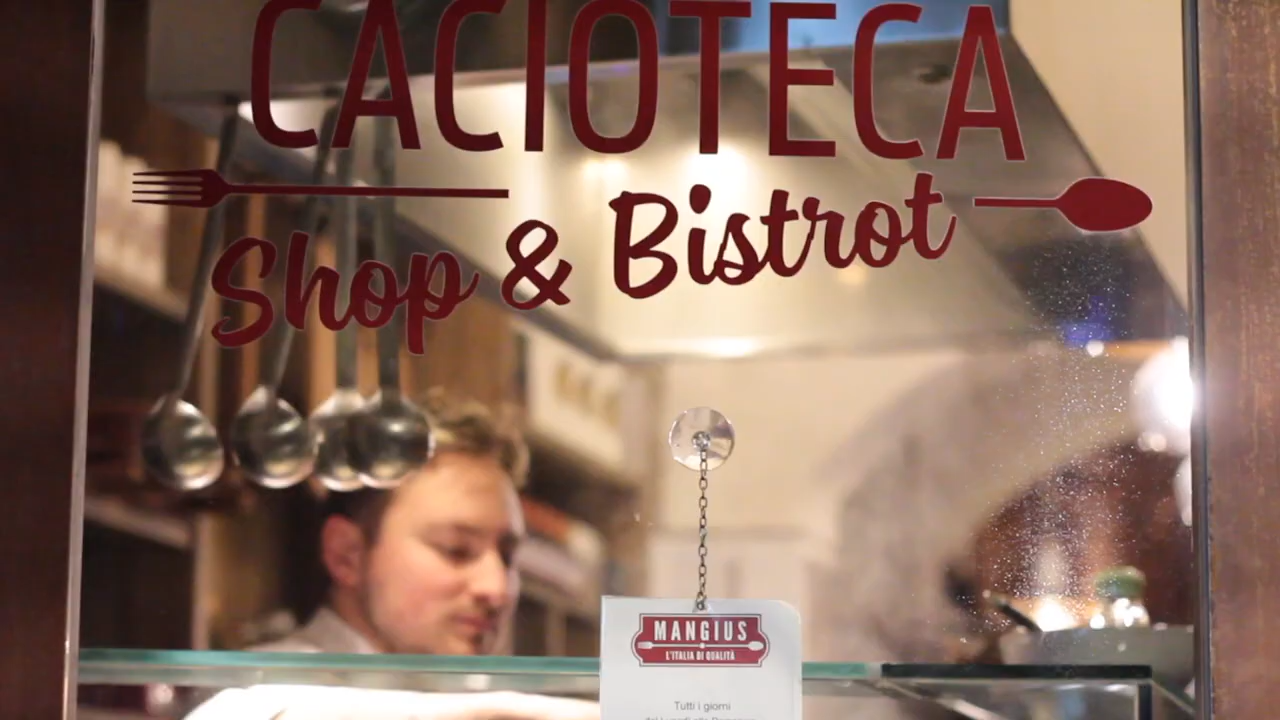 CACIOTECA
Shop & Bistrot
MANGIUS
L'ITALIA DI QUALITÀ
Tutti i giorni